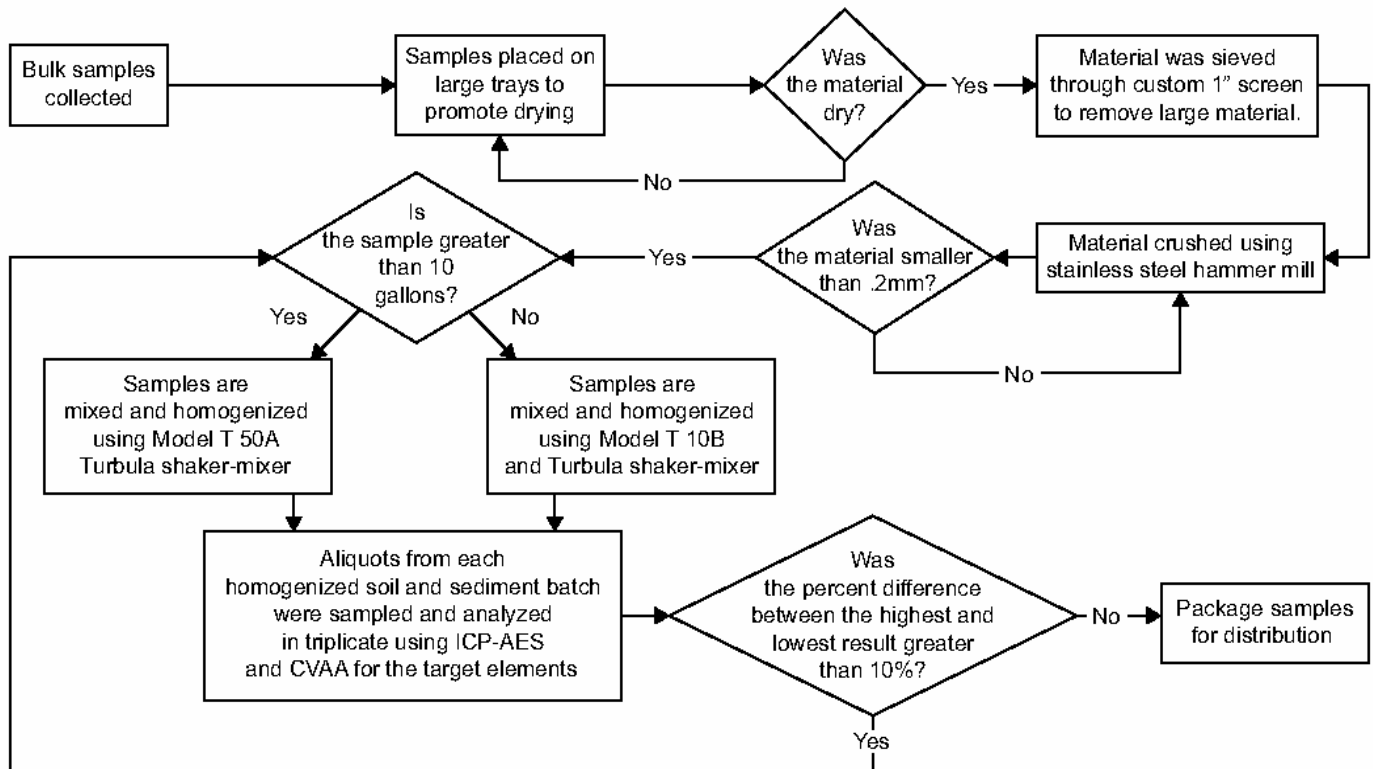 Bulk samples
collected
Samples placed on
large trays to
promote drying
Was
the material
dry?
Yes
Material was sieved
through custom 1” screen
to remove large material.
No
Material crushed using
stainless steel hammer mill
Was
the material smaller
than .2mm?
No
Yes
Is
the sample greater
than 10
gallons?
Yes
No
Samples are
mixed and homogenized
using Model T 50A
Turbula shaker-mixer
Samples are
mixed and homogenized
using Model T 10B
and Turbula shaker-mixer
Aliquots from each
homogenized soil and sediment batch
were sampled and analyzed
in triplicate using ICP-AES
and CVAA for the target elements
Was
the percent difference
between the highest and
lowest result greater
than 10%?
No
Package samples
for distribution
Yes